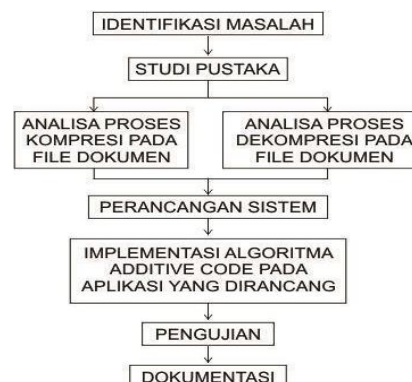 IDENTIFIKASI MASALAH
STUDI PUSTAKA
ANALISA PROSES
KOMPRESI PADA
FILE DOKUMEN
ANALISA PROSES
DEKOMPRESI PADA
FILE DOKUMEN
PERANCANGAN SISTEM
IMPLEMENTASI ALGORITMA
ADDITIVE CODE PADA
APLIKASI YANG DIRANCANG
PENGUJIAN
DOKUMENTASI